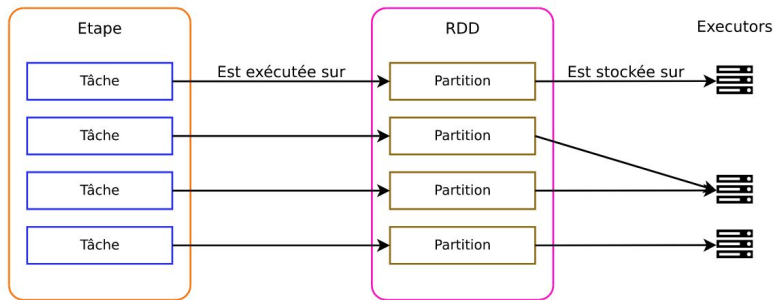 Etape
RDD
Executors
Tâche
Est exécutée sur
Partition
Est stockée sur
Tâche
Partition
Tâche
Partition
Tâche
Partition